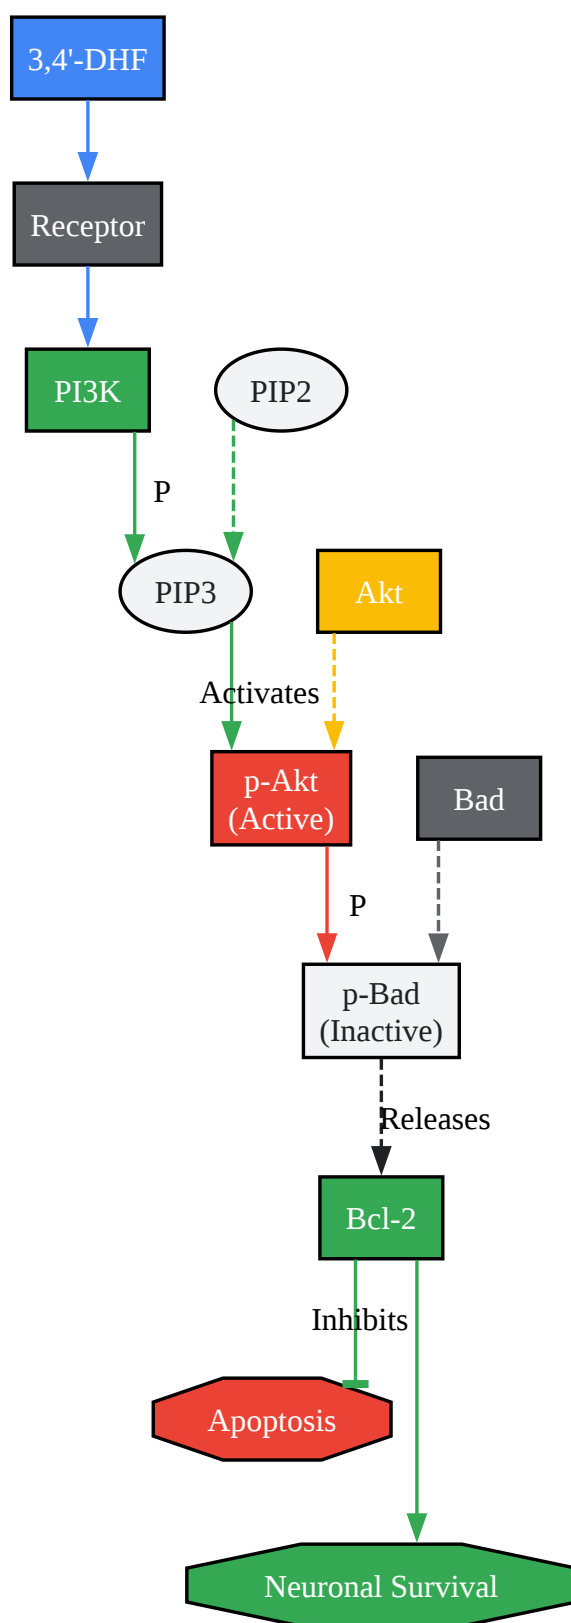 3,4'-DHF
Receptor
PI3K
PIP2
P
PIP3
Akt
Activates
p-Akt
(Active)
Bad
P
p-Bad
(Inactive)
Releases
Bcl-2
Inhibits
Apoptosis
Neuronal Survival